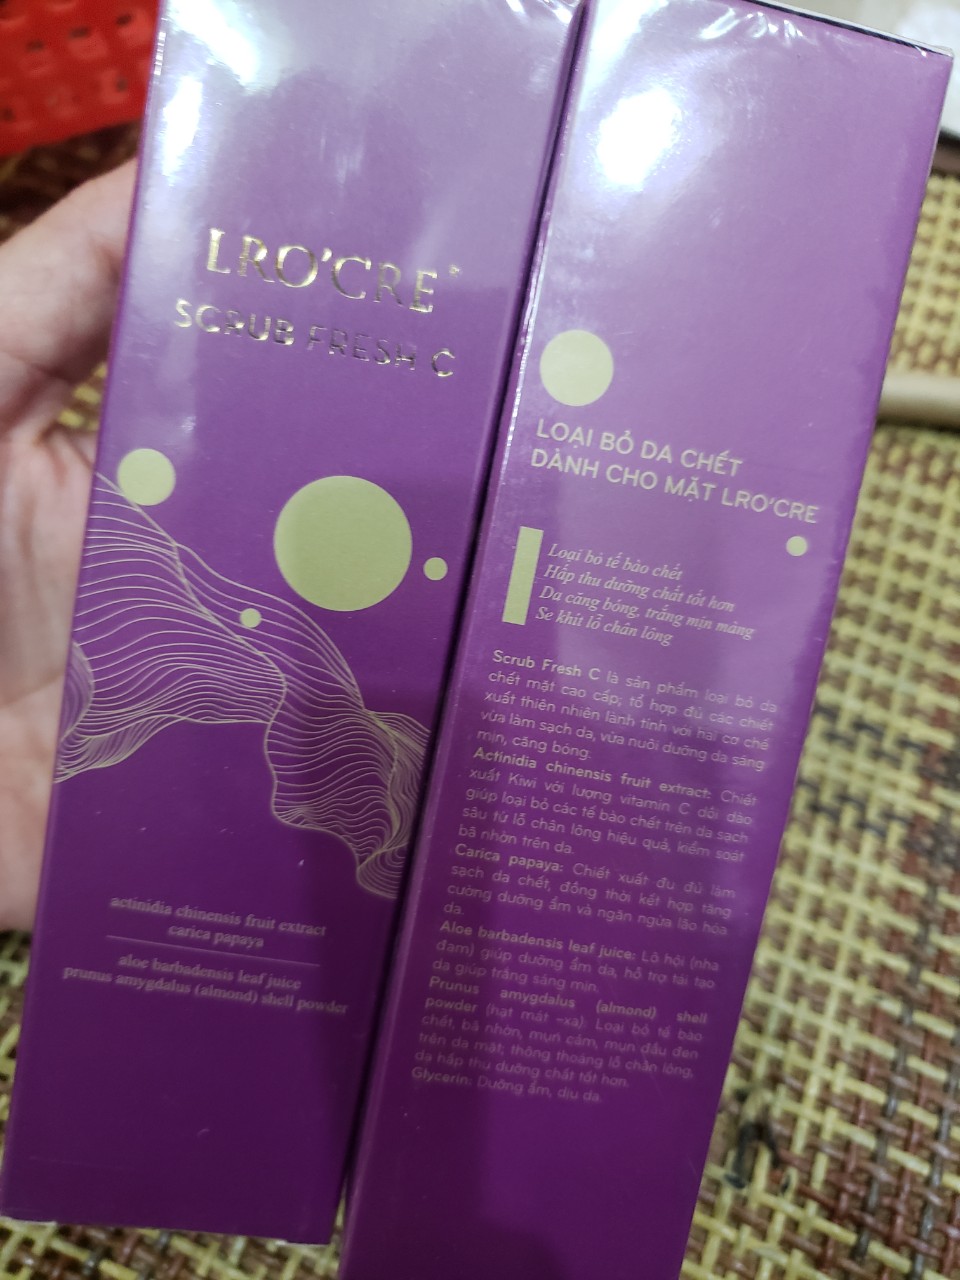 LRO'CRE
SCRUB FRESH C
actinidia chinensis fruit extract
carica papaya
aloe barbadensis leaf juice
prunus amygdalus (almond) shell powder
LOẠI BỎ DA CHẾT
DÀNH CHO MẶT LRO'CRE
Loại bỏ tế bào chết
Hấp thu dưỡng chất tốt hơn
Da căng bóng, trắng mịn màng
Se khít lỗ chân lông
Scrub Fresh C là sản phẩm loại bỏ da
chết mặt cao cấp; tổ hợp đủ các chiết
xuất thiên nhiên lành tính với hai cơ chế
vừa làm sạch da, vừa nuôi dưỡng da sáng
mịn, căng bóng.
Actinidia chinensis fruit extract: Chiết
xuất Kiwi với lượng vitamin C dồi dào
giúp loại bỏ các tế bào chết trên da sạch
sâu từ lỗ chân lông hiệu quả, kiểm soát
bã nhờn trên da.
Carica papaya: Chiết xuất đu đủ làm
sạch da chết, đồng thời kết hợp tăng
cường dưỡng ẩm và ngăn ngừa lão hóa
da.
Aloe barbadensis leaf juice: Lô hội (nha
đam) giúp dưỡng ẩm da, hỗ trợ tái tạo
da giúp trắng sáng mịn.
Prunus amygdalus (almond) shell
powder (hạt mát -xa): Loại bỏ tế bào
chết, bã nhờn, mụn cám, mụn đầu đen
trên da mặt; thông thoáng lỗ chân lông,
da hấp thu dưỡng chất tốt hơn.
Glycerin: Dưỡng ẩm, dịu da.